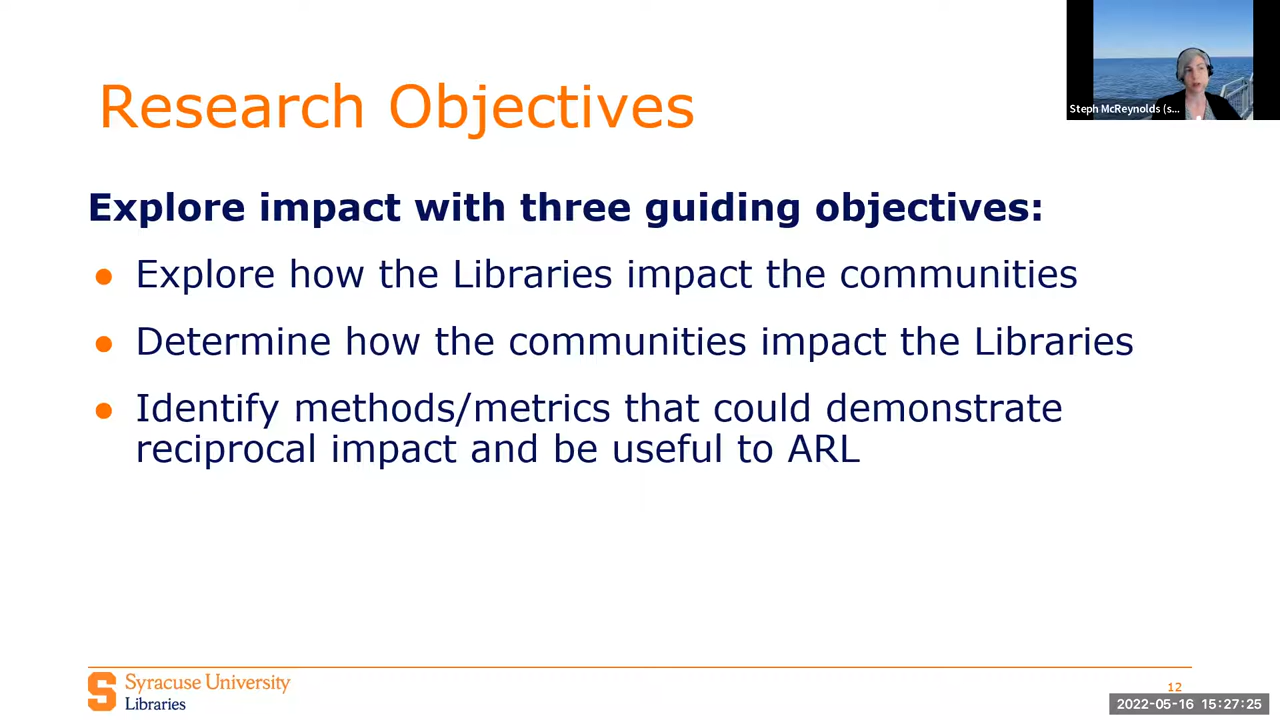 Research Objectives
Steph McReynolds (s...
Explore impact with three guiding objectives:
● Explore how the Libraries impact the communities
● Determine how the communities impact the Libraries
● Identify methods/metrics that could demonstrate
reciprocal impact and be useful to ARL
S Syracuse University
Libraries
12
2022-05-16 15:27:25